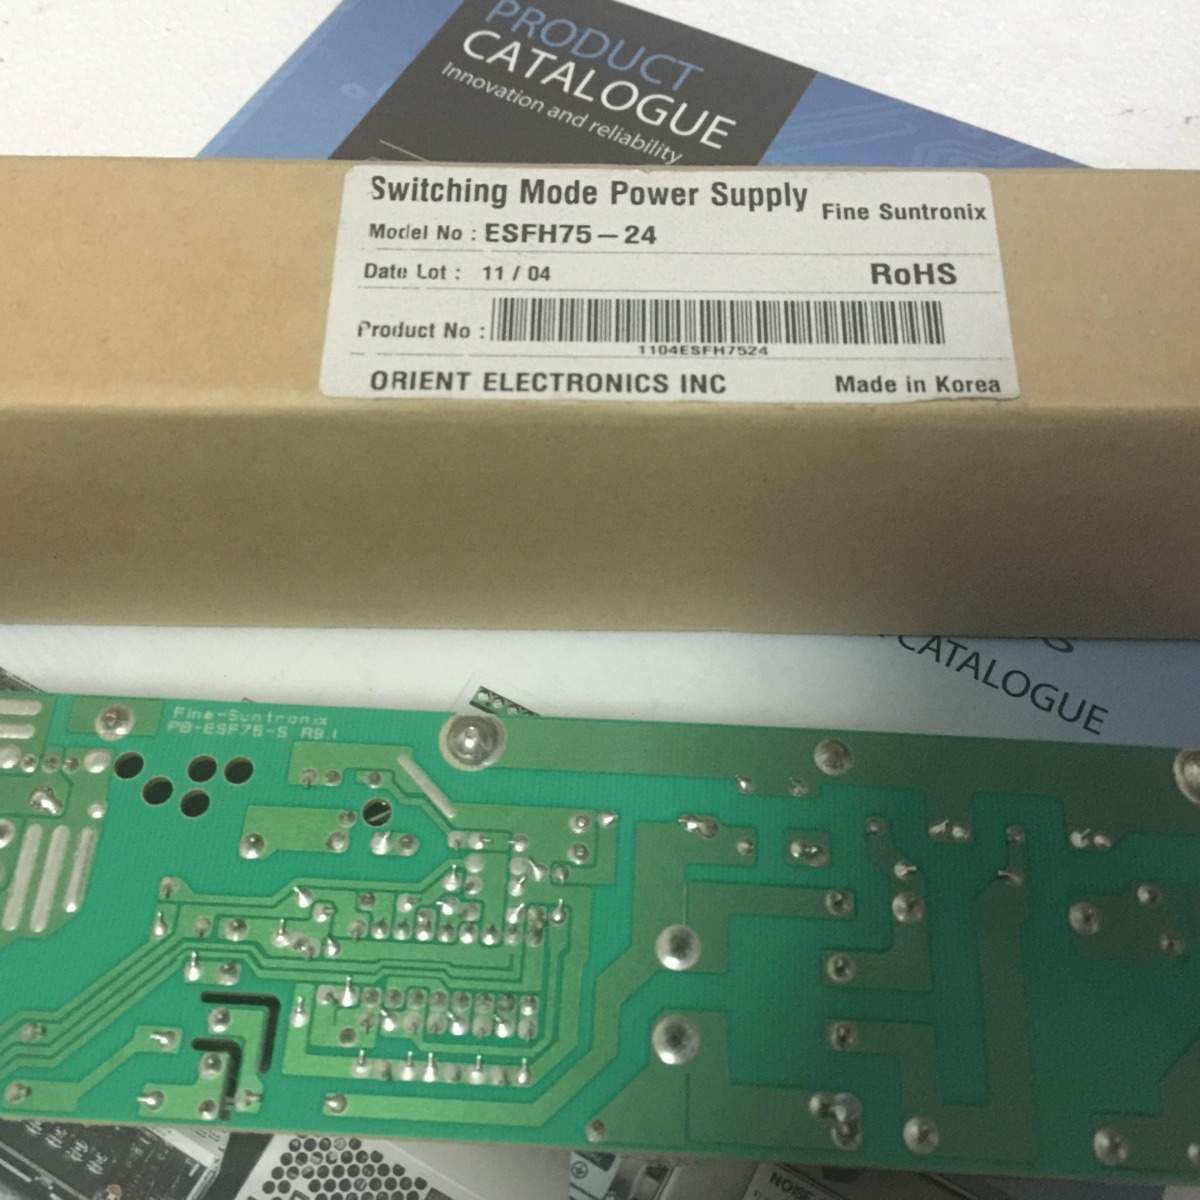 PRODUCT
CATALOGUE
Innovation and reliability
Switching Mode Power Supply
Fine Suntronix
Model No : ESFH75-24
Date Lot : 11 / 04
RoHS
Product No :
1104ESFH7524
ORIENT ELECTRONICS INC
Made in Korea
CATALOGUE
Fine-Suntronix
PB-ESF75-S R9.1
NOISE